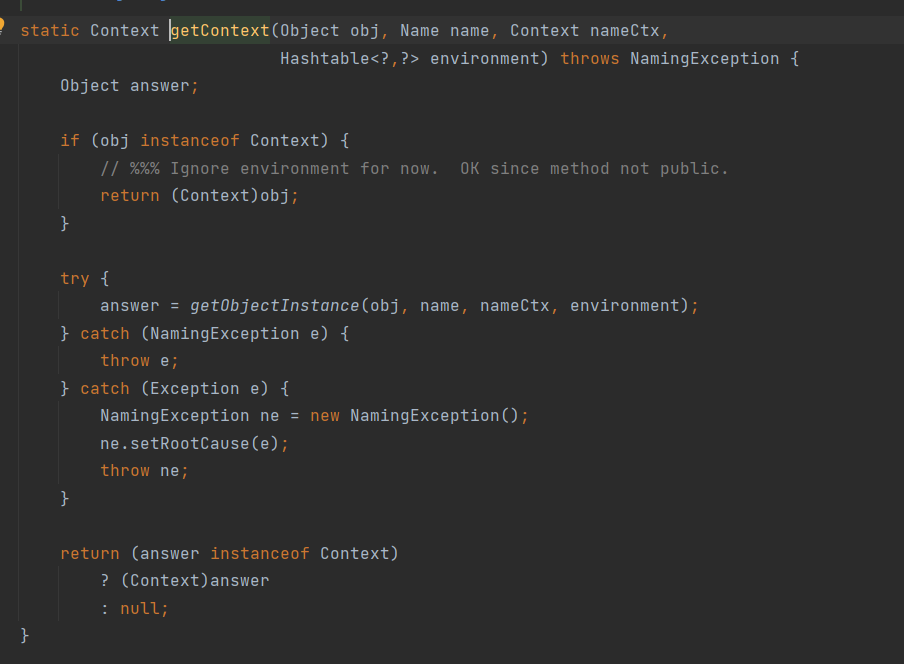 static Context getContext(Object obj, Name name, Context nameCtx,
Hashtable<?,?> environment) throws NamingException {
Object answer;
if (obj instanceof Context) {
// %%% Ignore environment for now.  OK since method not public.
return (Context)obj;
}
try {
answer = getObjectInstance(obj, name, nameCtx, environment);
} catch (NamingException e) {
throw e;
} catch (Exception e) {
NamingException ne = new NamingException();
ne.setRootCause(e);
throw ne;
}
return (answer instanceof Context)
? (Context)answer
: null;
}